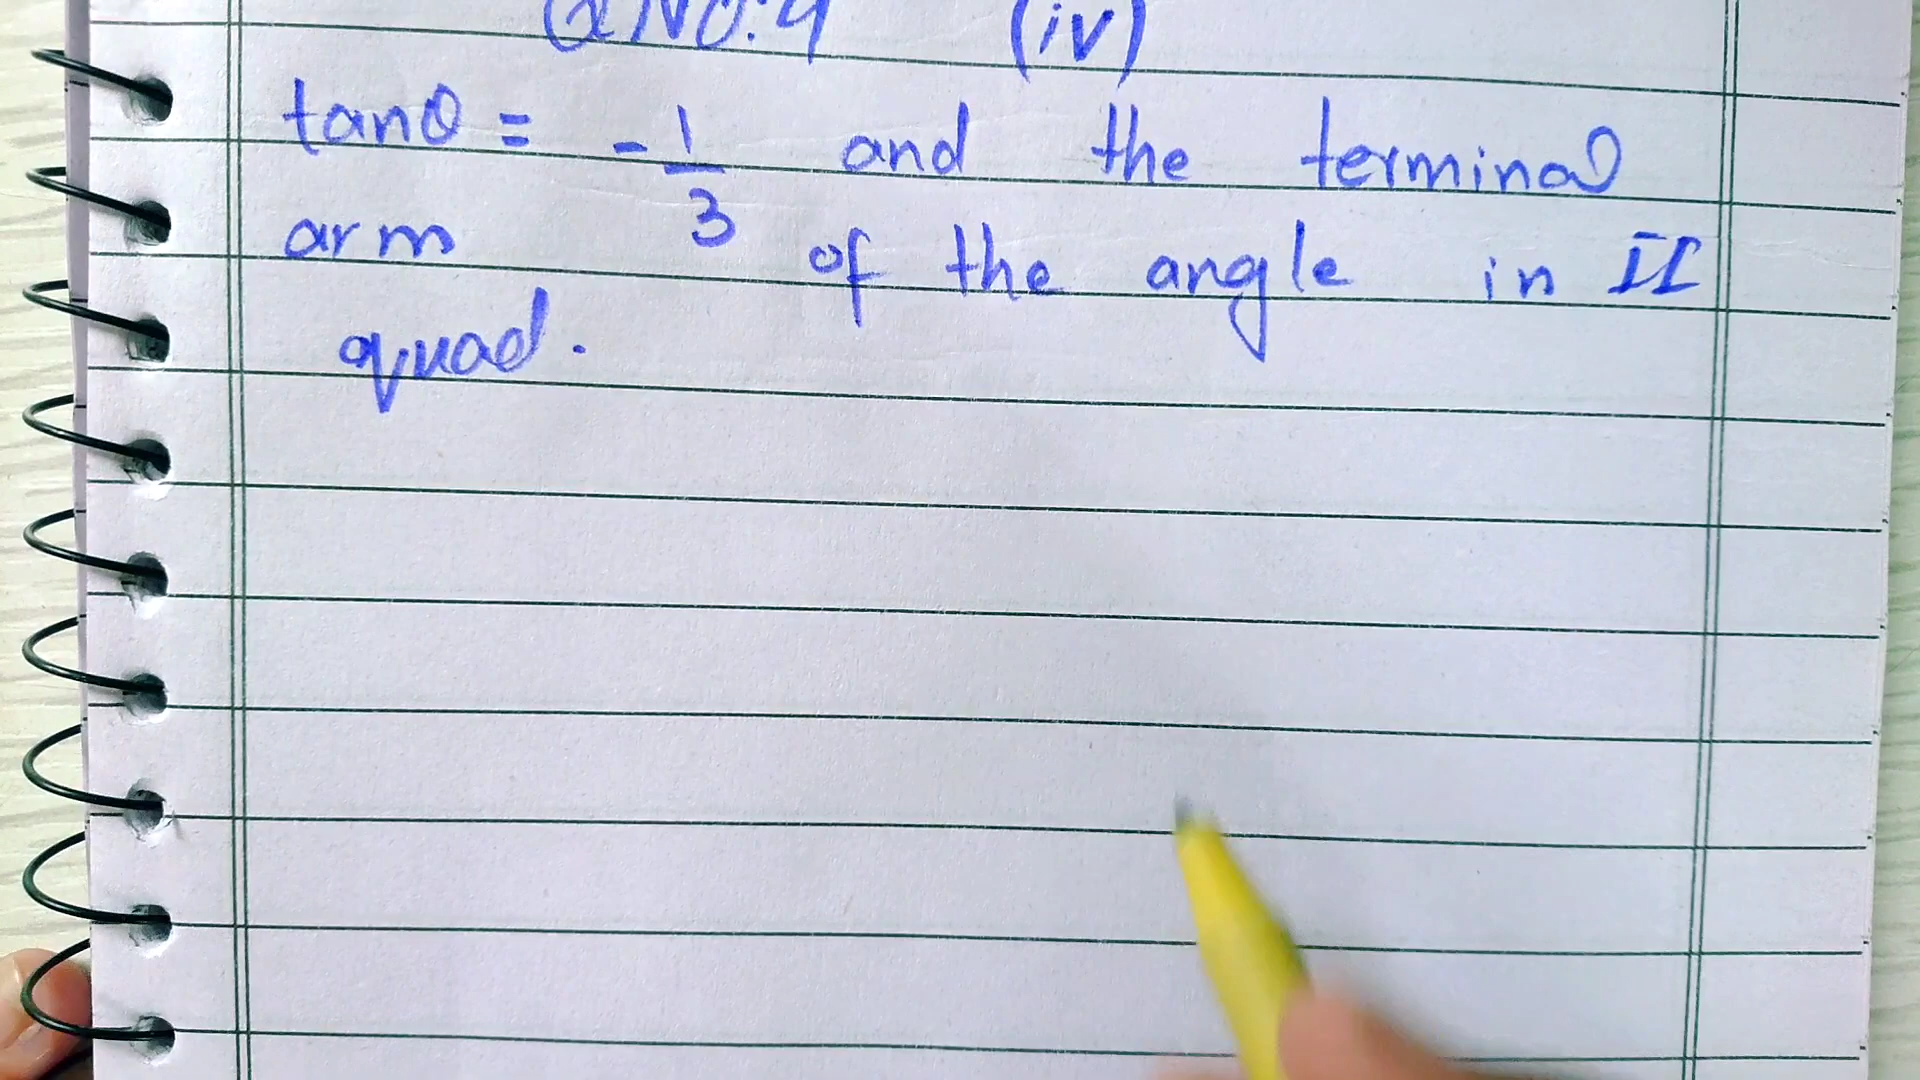 Q No. 4 (iv)
tanθ = -1/3 and the terminal
arm of the angle in II
quad.